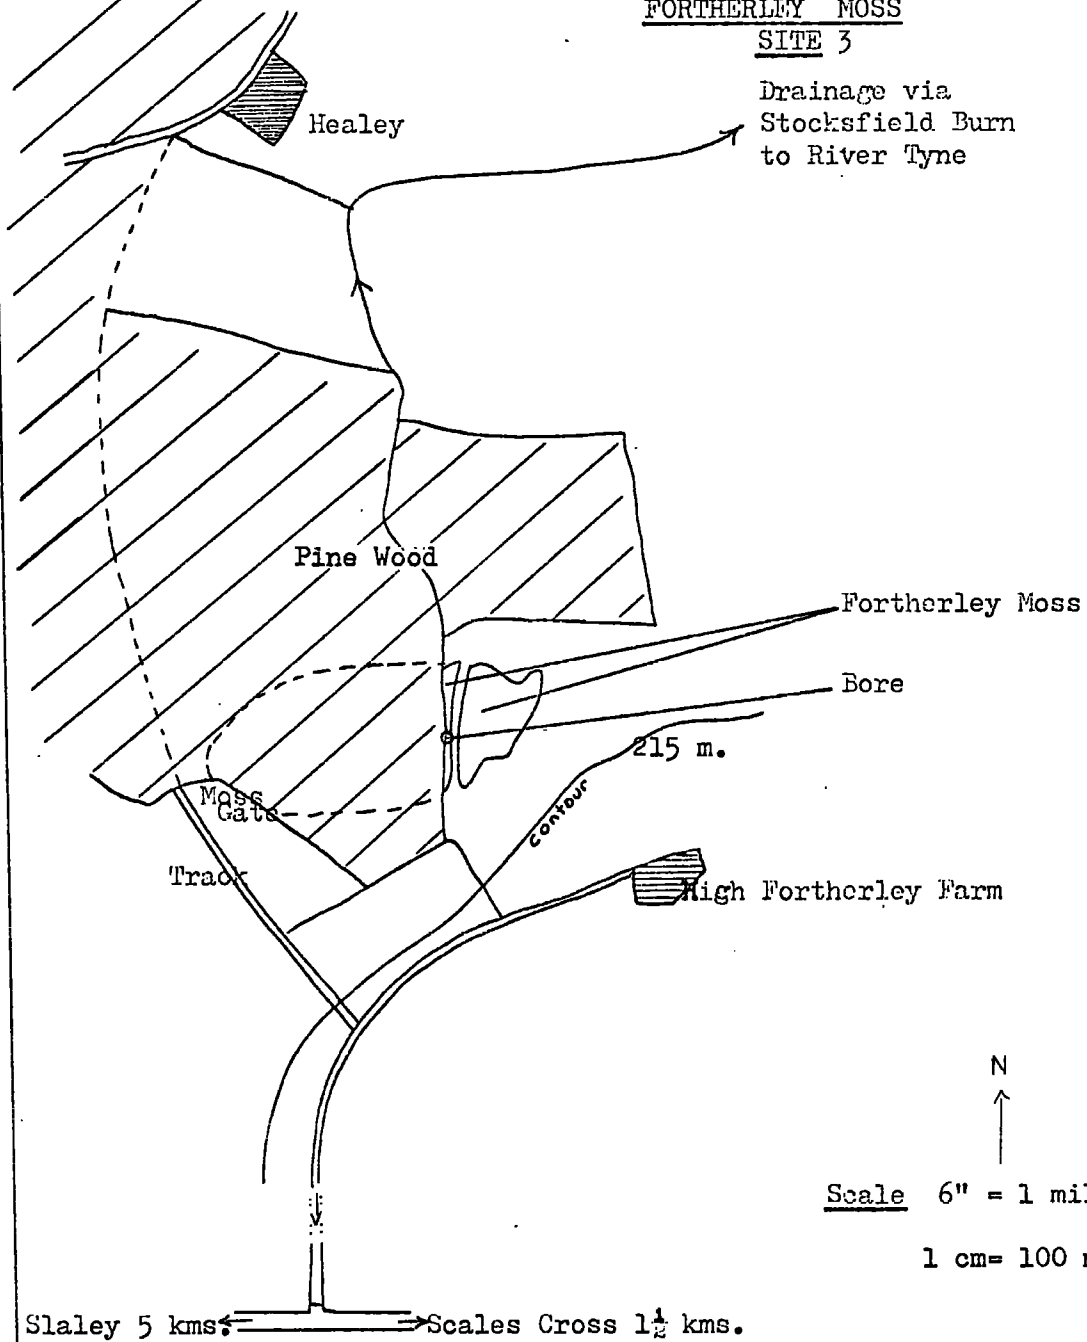 FORTHERLEY MOSS
SITE 3
Drainage via
Stocksfield Burn
to River Tyne
Healey
Pine Wood
Fortherley Moss
Bore
215 m.
contour
Moss
Gate
Track
High Fortherley Farm
N
Scale 6" = 1 mil
1 cm= 100 m
Slaley 5 kms.
Scales Cross 1½ kms.